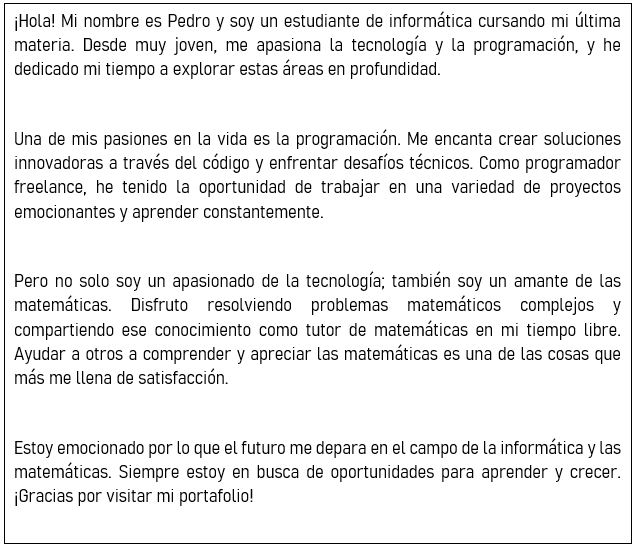 ¡Hola! Mi nombre es Pedro y soy un estudiante de informática cursando mi última
materia. Desde muy joven, me apasiona la tecnología y la programación, y he
dedicado mi tiempo a explorar estas áreas en profundidad.
Una de mis pasiones en la vida es la programación. Me encanta crear soluciones
innovadoras a través del código y enfrentar desafíos técnicos. Como programador
freelance, he tenido la oportunidad de trabajar en una variedad de proyectos
emocionantes y aprender constantemente.
Pero no solo soy un apasionado de la tecnología; también soy un amante de las
matemáticas. Disfruto resolviendo problemas matemáticos complejos y
compartiendo ese conocimiento como tutor de matemáticas en mi tiempo libre.
Ayudar a otros a comprender y apreciar las matemáticas es una de las cosas que
más me llena de satisfacción.
Estoy emocionado por lo que el futuro me depara en el campo de la informática y las
matemáticas. Siempre estoy en busca de oportunidades para aprender y crecer.
¡Gracias por visitar mi portafolio!